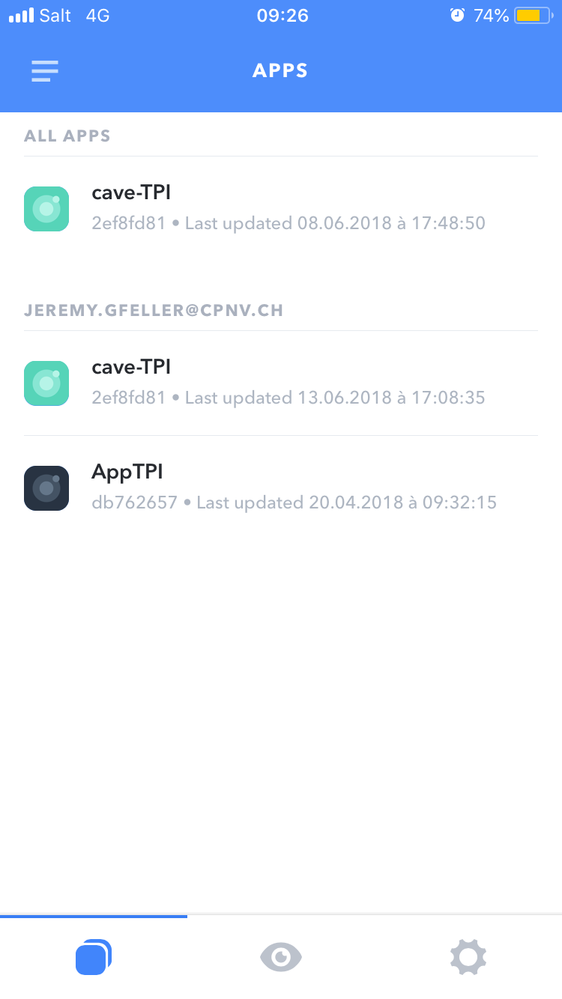 Salt 4G 09:26 74%
APPS
ALL APPS
cave-TPI
2ef8fd81 • Last updated 08.06.2018 à 17:48:50
JEREMY.GFELLER@CPNV.CH
cave-TPI
2ef8fd81 • Last updated 13.06.2018 à 17:08:35
AppTPI
db762657 • Last updated 20.04.2018 à 09:32:15